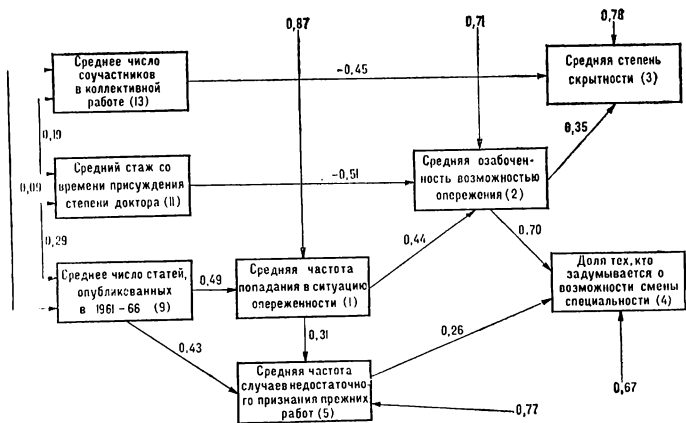 0,87
0,71
0,78
Среднее число
соучастников
в коллективной
работе (13)
-0,45
Средняя степень
скрытности (3)
0,19
0,35
Средний стаж со
времени присуждения
степени доктора (11)
0,09
-0,51
Средняя озабочен-
ность возможностью
опережения (2)
0,29
0,44
0,70
Среднее число статей,
опубликсванных
в 1961-66 (9)
0,49
Средняя частота
попадания в ситуацию
опереженности (1)
Доля тех, кто
задумывается о
возможности смены
специальности (4)
0,43
0,31
0,26
Средняя частота
случаев недостаточно-
го признания прежних
работ (5)
0,77
0,67